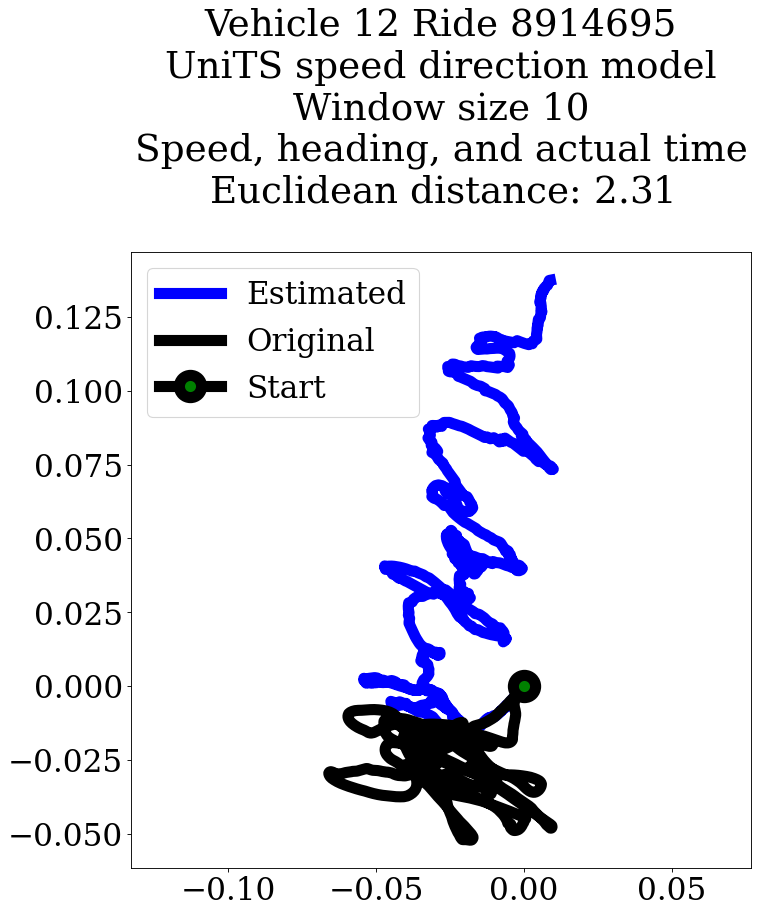 Vehicle 12 Ride 8914695
UniTS speed direction model
Window size 10
Speed, heading, and actual time
Euclidean distance: 2.31
Estimated
Original
Start
0.125
0.100
0.075
0.050
0.025
0.000
−0.025
−0.050
−0.10 −0.05 0.00 0.05